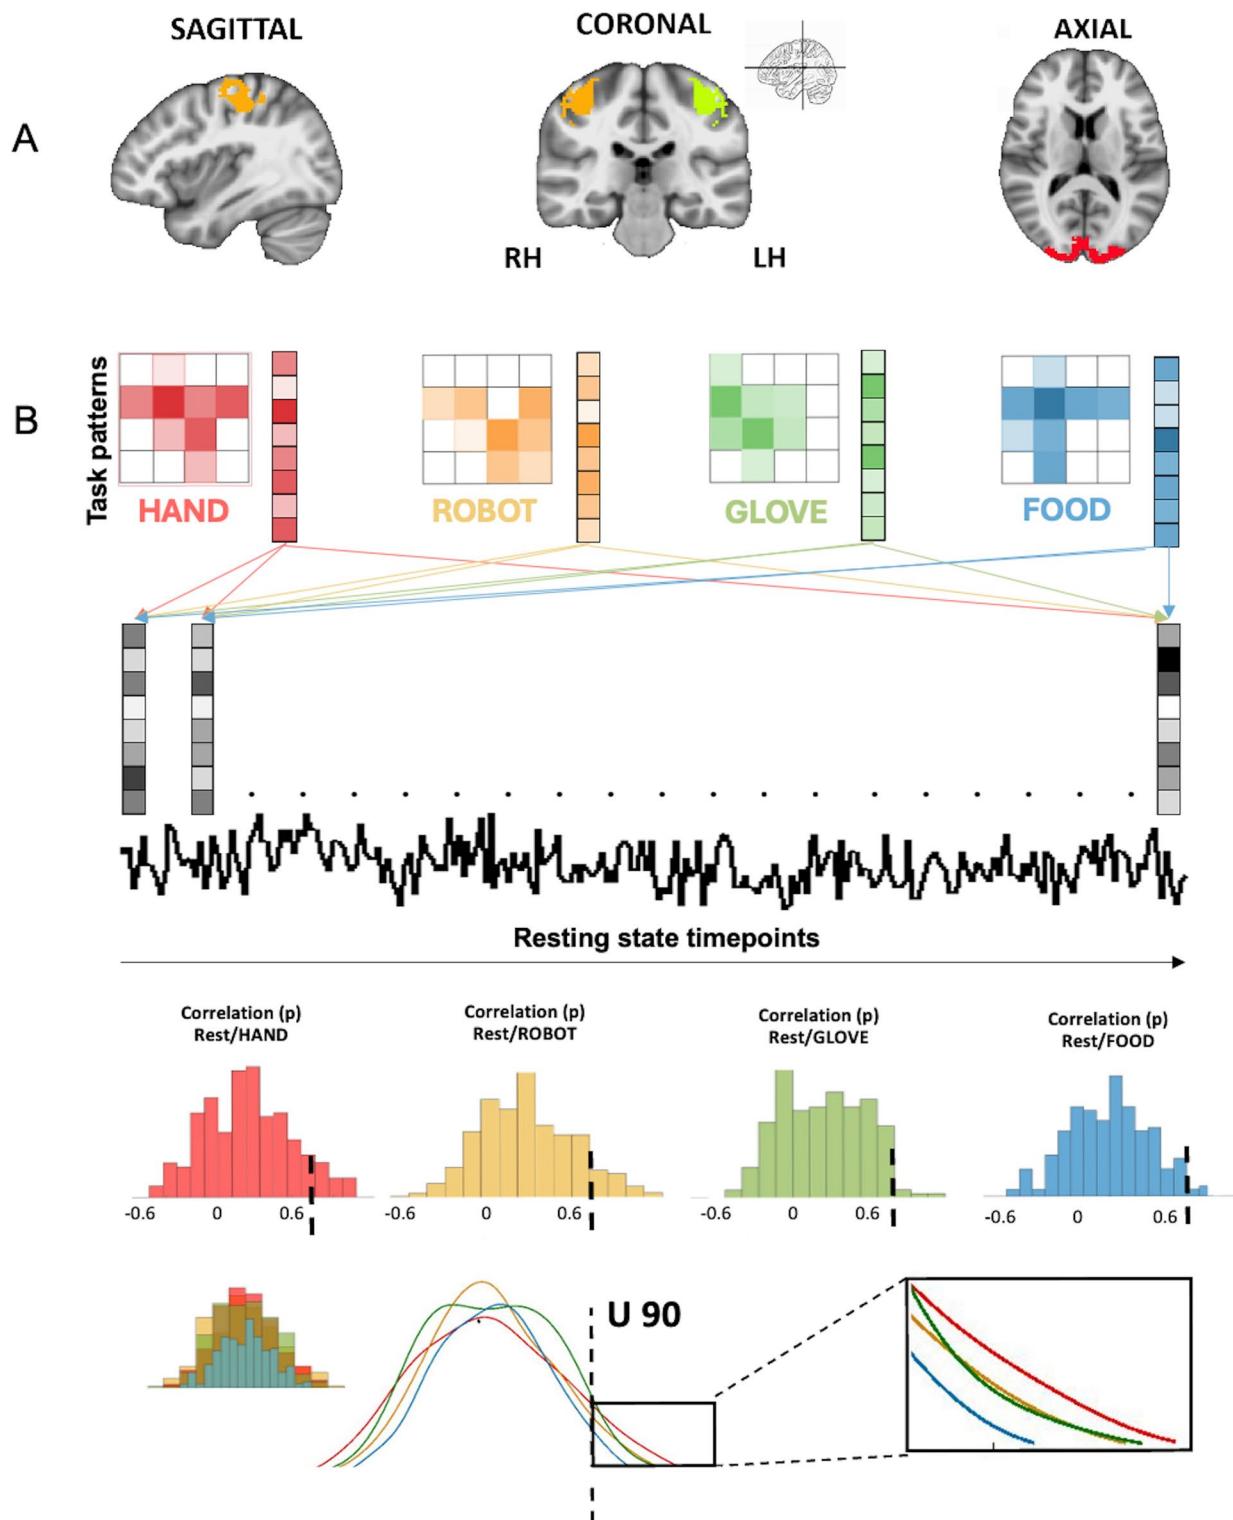 SAGITTAL
CORONAL
AXIAL
A
RH
LH
B
Task patterns
HAND
ROBOT
GLOVE
FOOD
Resting state timepoints
Correlation (p)
Rest/HAND
Correlation (p)
Rest/ROBOT
Correlation (p)
Rest/GLOVE
Correlation (p)
Rest/FOOD
-0.6 0 0.6
-0.6 0 0.6
-0.6 0 0.6
-0.6 0 0.6
U 90